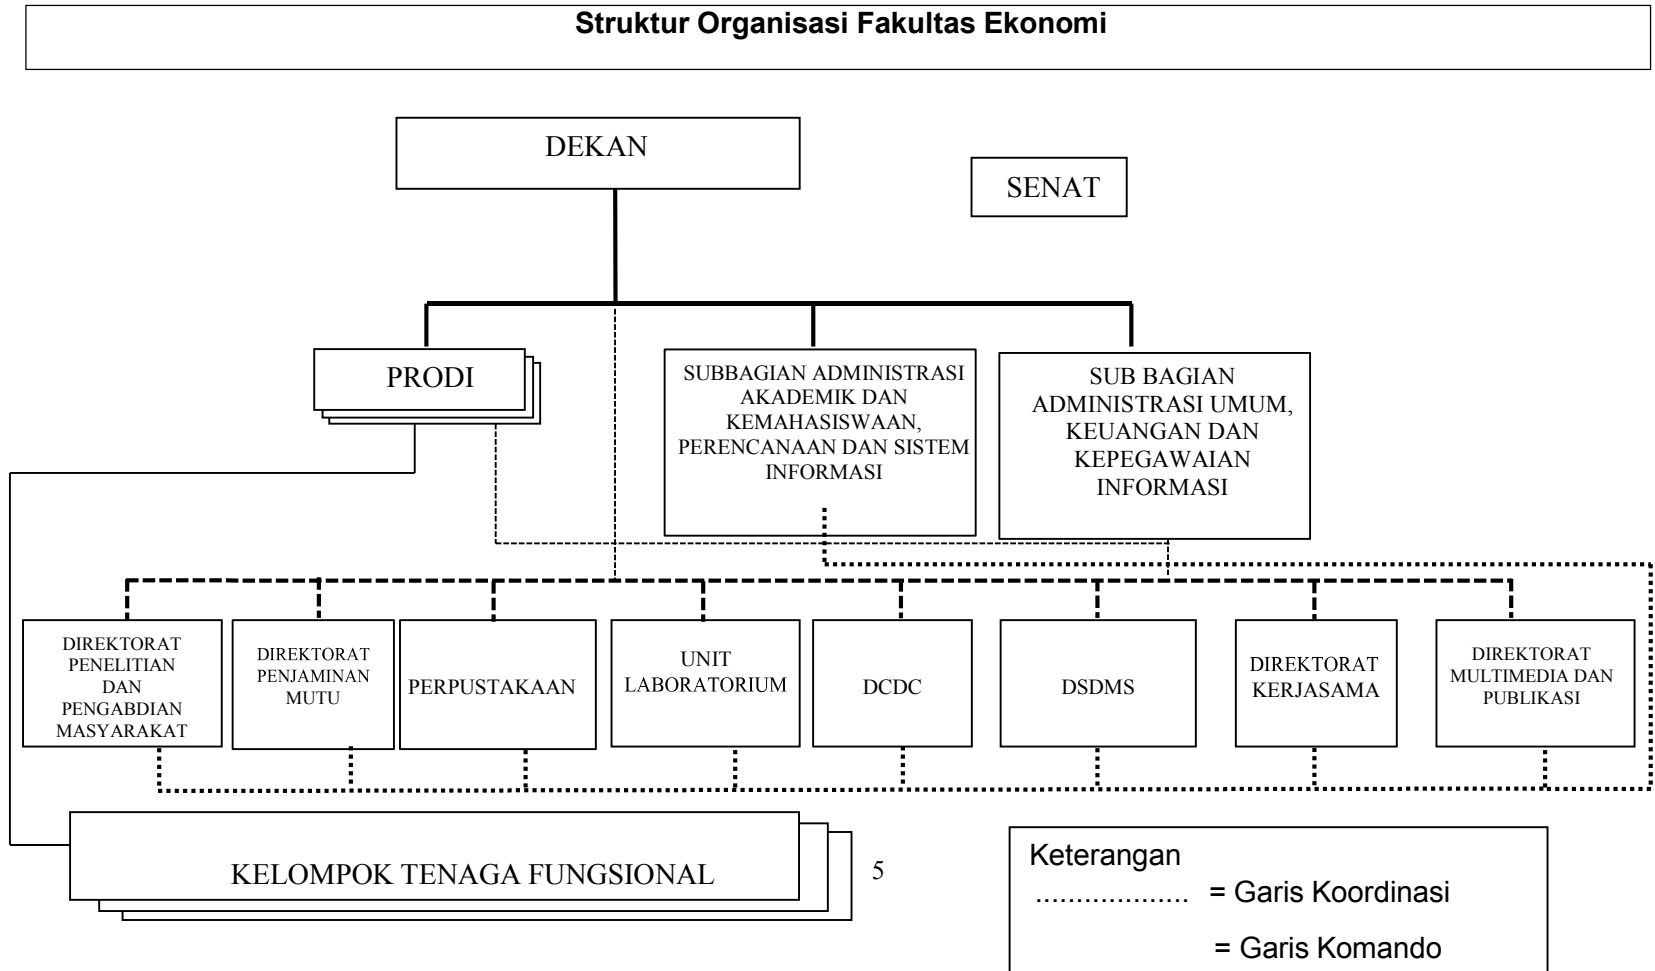 Struktur Organisasi Fakultas Ekonomi
DEKAN
SENAT
PRODI
SUBBAGIAN ADMINISTRASI
AKADEMIK DAN
KEMAHASISWAAN,
PERENCANAAN DAN SISTEM
INFORMASI
SUB BAGIAN
ADMINISTRASI UMUM,
KEUANGAN DAN
KEPEGAWAIAN
INFORMASI
DIREKTORAT
PENELITIAN
DAN
PENGABDIAN
MASYARAKAT
DIREKTORAT
PENJAMINAN
MUTU
PERPUSTAKAAN
UNIT
LABORATORIUM
DCDC
DSDMS
DIREKTORAT
KERJASAMA
DIREKTORAT
MULTIMEDIA DAN
PUBLIKASI
KELOMPOK TENAGA FUNGSIONAL
5
Keterangan
................... = Garis Koordinasi
= Garis Komando